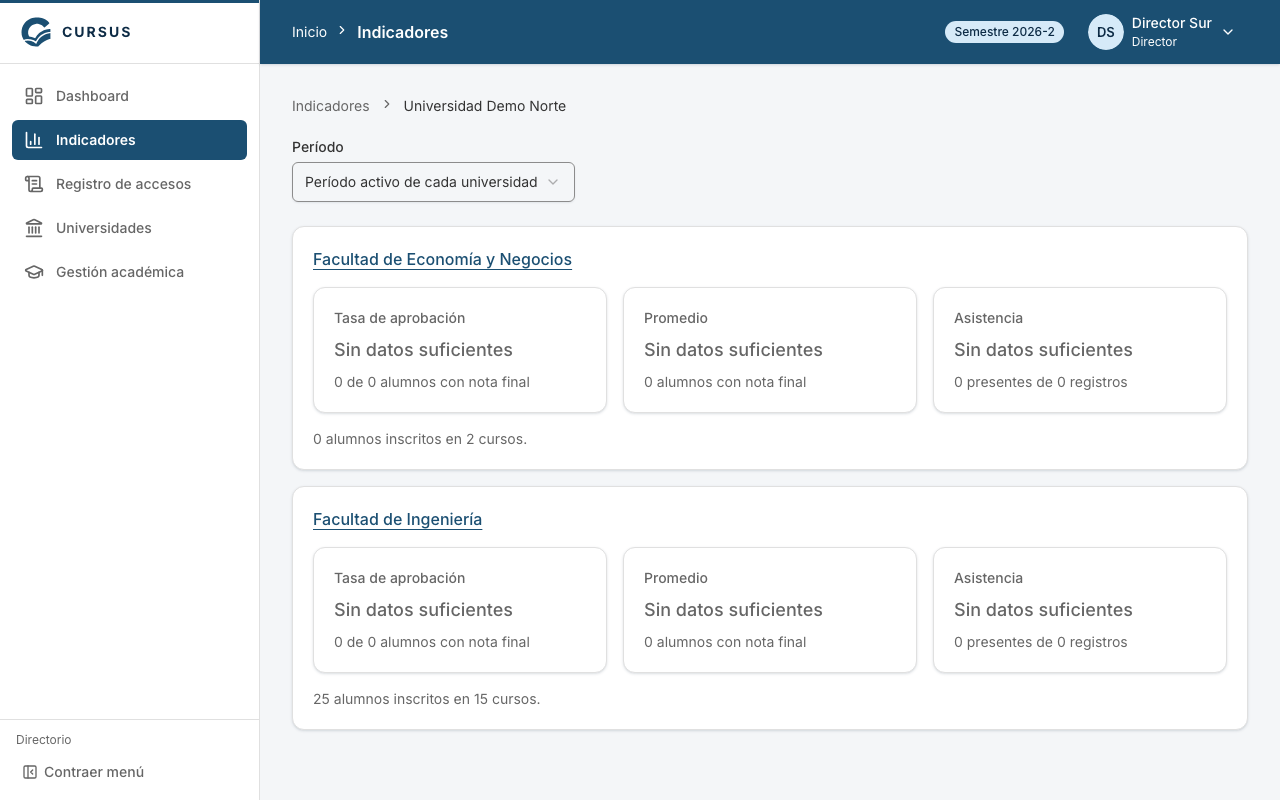 CURSUS
Inicio
Indicadores
Semestre 2026-2
DS
Director Sur
Director
Dashboard
Indicadores
Registro de accesos
Universidades
Gestión académica
Directorio
Contraer menú
Indicadores
Universidad Demo Norte
Período
Período activo de cada universidad
Facultad de Economía y Negocios
Tasa de aprobación
Sin datos suficientes
0 de 0 alumnos con nota final
Promedio
Sin datos suficientes
0 alumnos con nota final
Asistencia
Sin datos suficientes
0 presentes de 0 registros
0 alumnos inscritos en 2 cursos.
Facultad de Ingeniería
Tasa de aprobación
Sin datos suficientes
0 de 0 alumnos con nota final
Promedio
Sin datos suficientes
0 alumnos con nota final
Asistencia
Sin datos suficientes
0 presentes de 0 registros
25 alumnos inscritos en 15 cursos.